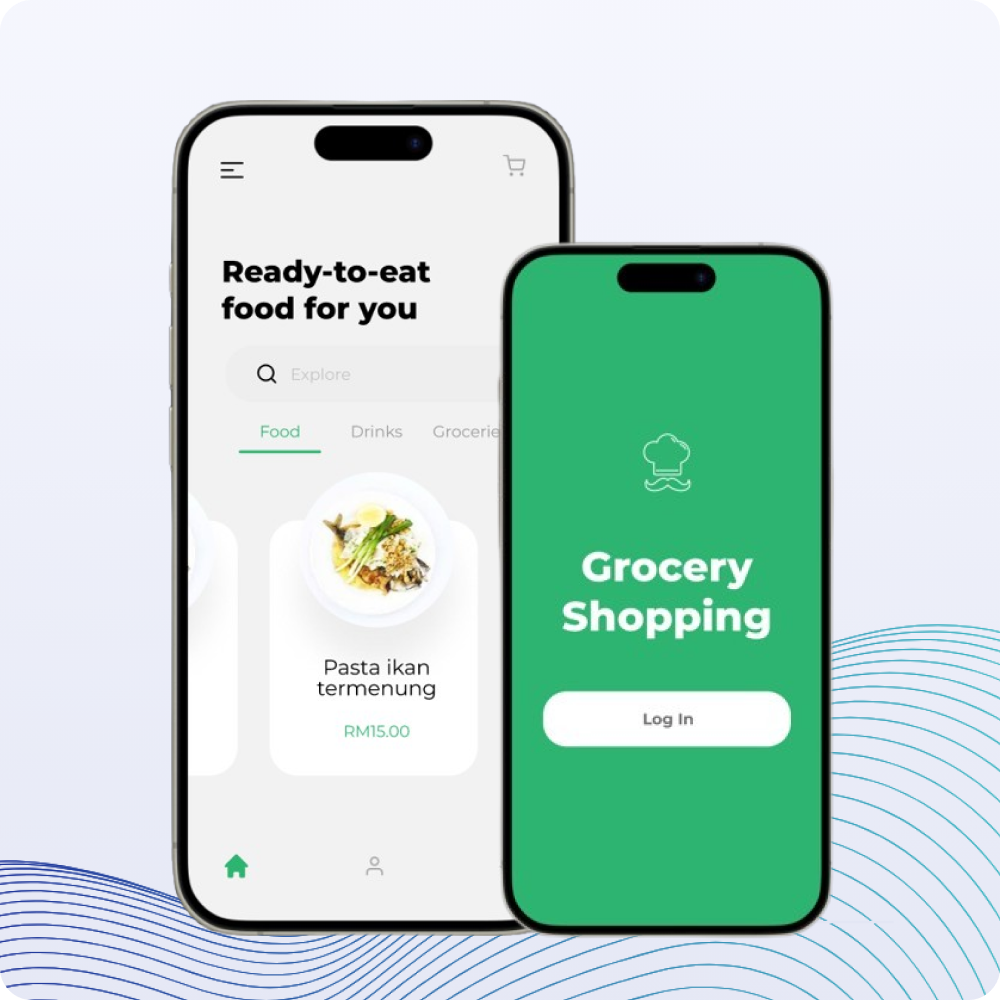 Ready-to-eat
food for you
Explore
Food Drinks Grocerie
Pasta ikan
termenung
RM15.00
Grocery
Shopping
Log In